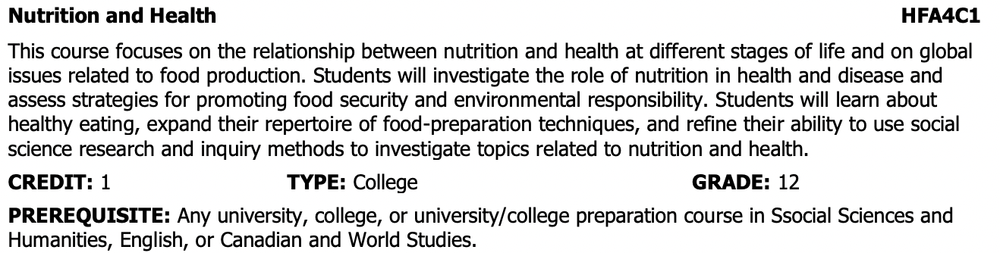 Nutrition and Health HFA4C1
This course focuses on the relationship between nutrition and health at different stages of life and on global
issues related to food production. Students will investigate the role of nutrition in health and disease and
assess strategies for promoting food security and environmental responsibility. Students will learn about
healthy eating, expand their repertoire of food-preparation techniques, and refine their ability to use social
science research and inquiry methods to investigate topics related to nutrition and health.
CREDIT: 1 TYPE: College GRADE: 12
PREREQUISITE: Any university, college, or university/college preparation course in Ssocial Sciences and
Humanities, English, or Canadian and World Studies.